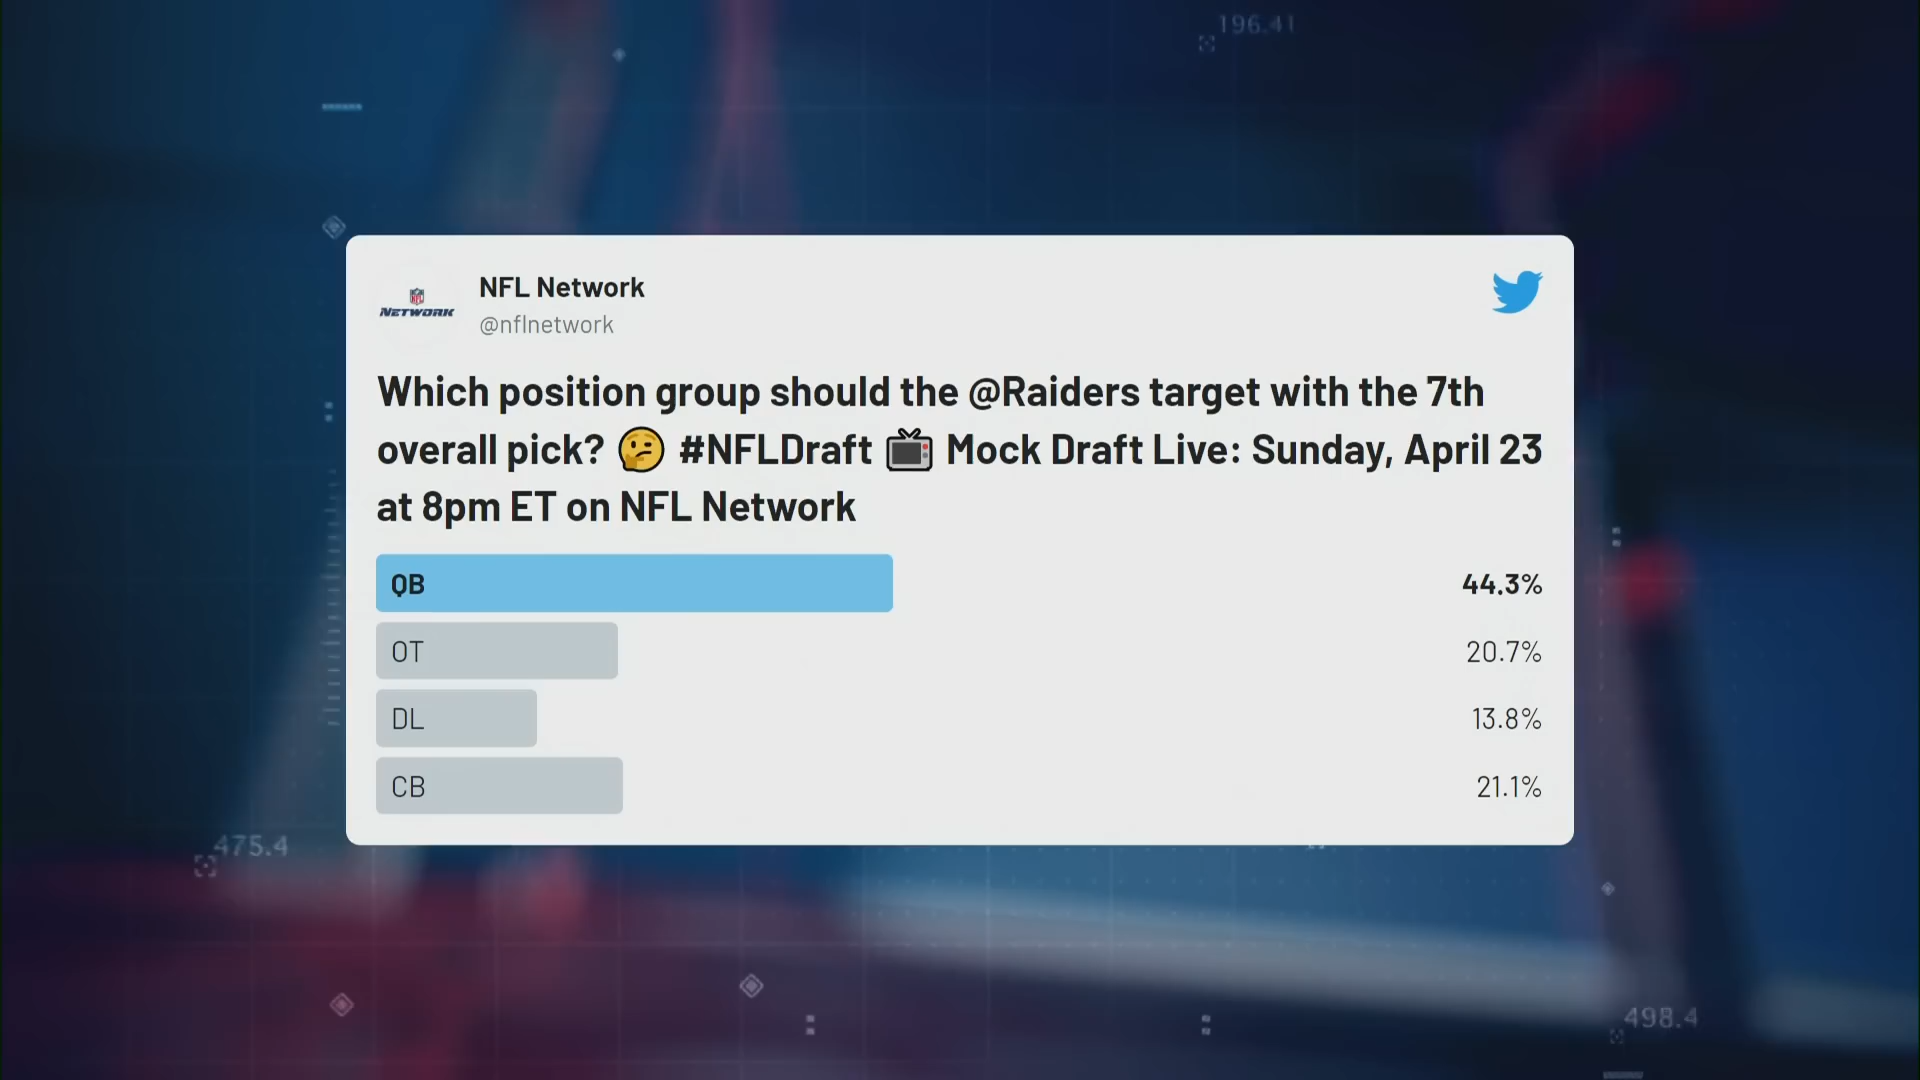 196.41
NFL
NETWORK
NFL Network
@nflnetwork
Which position group should the @Raiders target with the 7th
overall pick? 🤔 #NFLDraft 📺 Mock Draft Live: Sunday, April 23
at 8pm ET on NFL Network
QB 44.3%
OT 20.7%
DL 13.8%
CB 21.1%
475.4
498.4